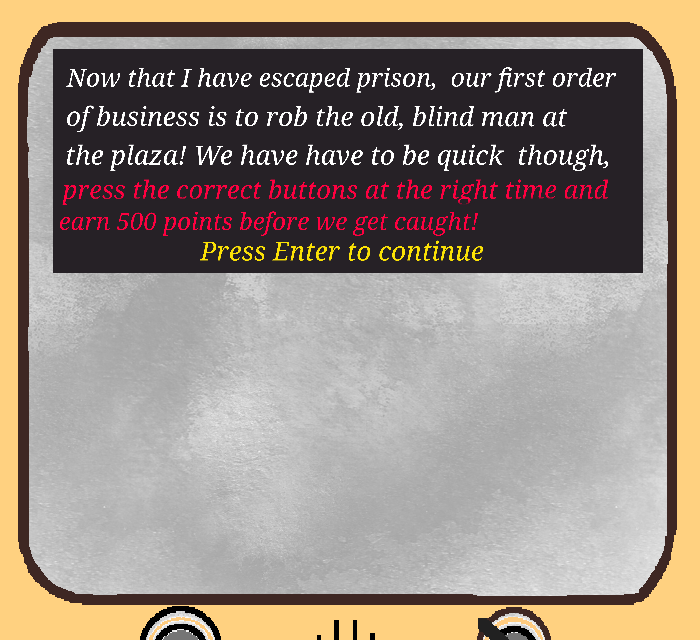 Now that I have escaped prison,  our first order
of business is to rob the old, blind man at
the plaza! We have have to be quick  though,
press the correct buttons at the right time and
earn 500 points before we get caught!
Press Enter to continue